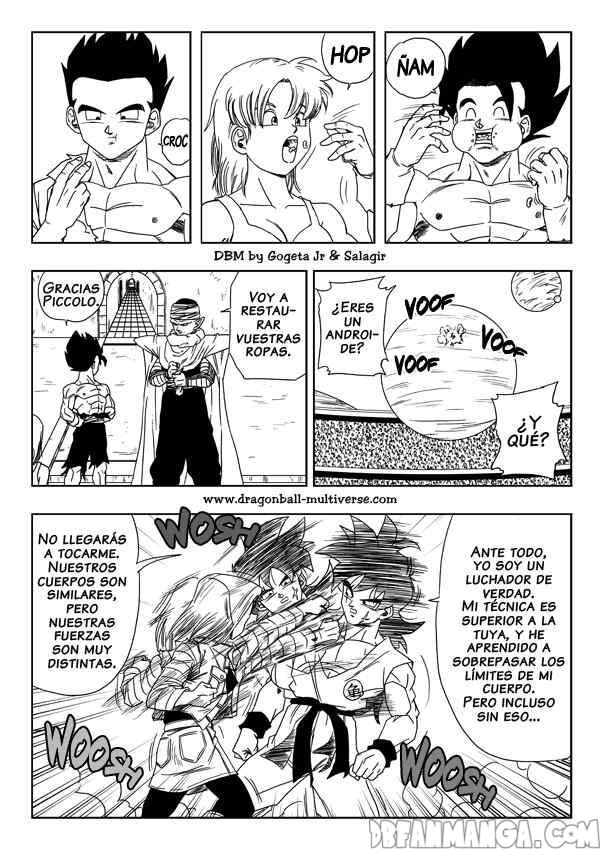 CROC
HOP
ÑAM
DBM by Gogeta Jr & Salagir
GRACIAS
PICCOLO.
VOY A
RESTAU-
RAR
VUESTRAS
ROPAS.
¿ERES
UN
ANDROI-
DE?
VOOF
VOOF
VOOF
¿Y
QUÉ?
www.dragonball-multiverse.com
WOSH
NO LLEGARÁS
A TOCARME.
NUESTROS
CUERPOS SON
SIMILARES,
PERO
NUESTRAS
FUERZAS
SON MUY
DISTINTAS.
ANTE TODO,
YO SOY UN
LUCHADOR DE
VERDAD.
MI TÉCNICA ES
SUPERIOR A LA
TUYA, Y HE
APRENDIDO A
SOBREPASAR LOS
LÍMITES DE MI
CUERPO.
PERO INCLUSO
SIN ESO...
亀
WOOSH
WOOSH
DBFANMANGA.COM